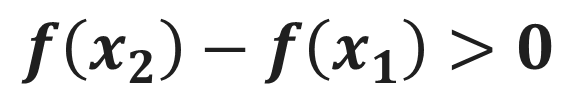 f(x₂) − f(x₁) > 0